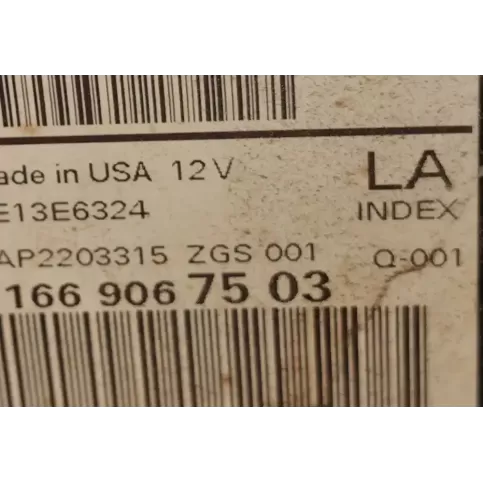 ade in USA 12V
LA
E13E6324
INDEX
AP2203315 ZGS 001
Q-001
166 906 75 03